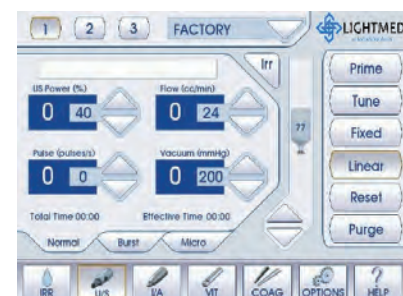 1 2 3 FACTORY LIGHTMED
Irr
US Power (%) Flow (cc/min)
0 40 0 24
77
Pulse (pulses/s) Vacuum (mmHg)
0 0 0 200
Total Time 00:00 Effective Time 00:00
Normal Burst Micro
Prime
Tune
Fixed
Linear
Reset
Purge
IRR U/S I/A VIT COAG OPTIONS HELP